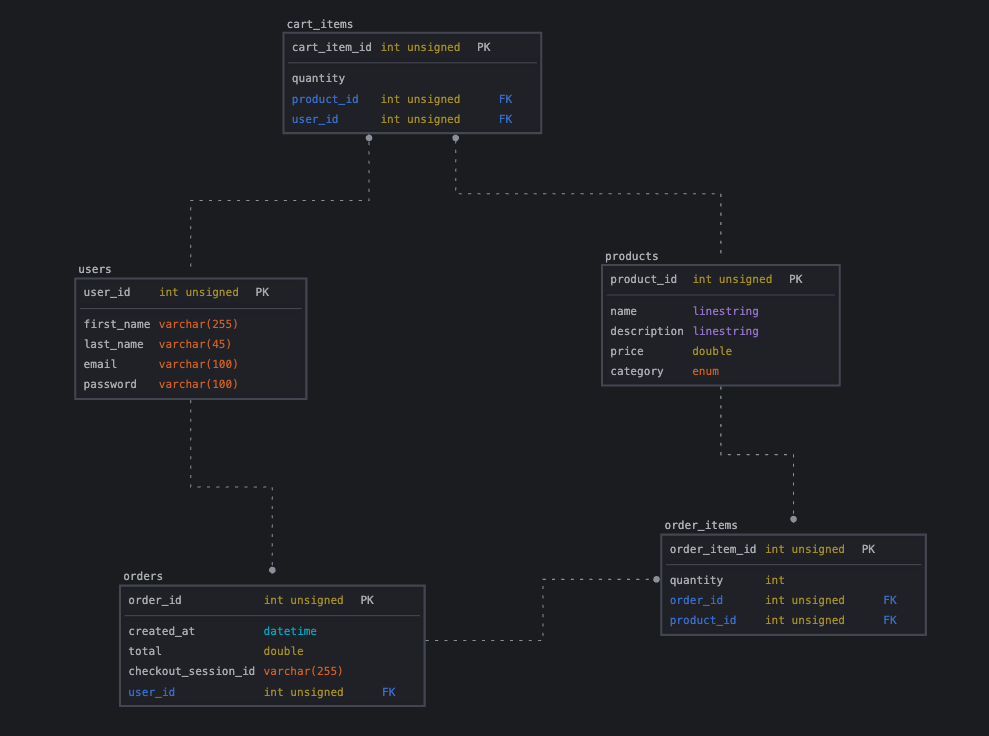 cart_items
cart_item_id int unsigned PK
quantity
product_id int unsigned FK
user_id int unsigned FK
users
user_id int unsigned PK
first_name varchar(255)
last_name varchar(45)
email varchar(100)
password varchar(100)
products
product_id int unsigned PK
name linestring
description linestring
price double
category enum
orders
order_id int unsigned PK
created_at datetime
total double
checkout_session_id varchar(255)
user_id int unsigned FK
order_items
order_item_id int unsigned PK
quantity int
order_id int unsigned FK
product_id int unsigned FK